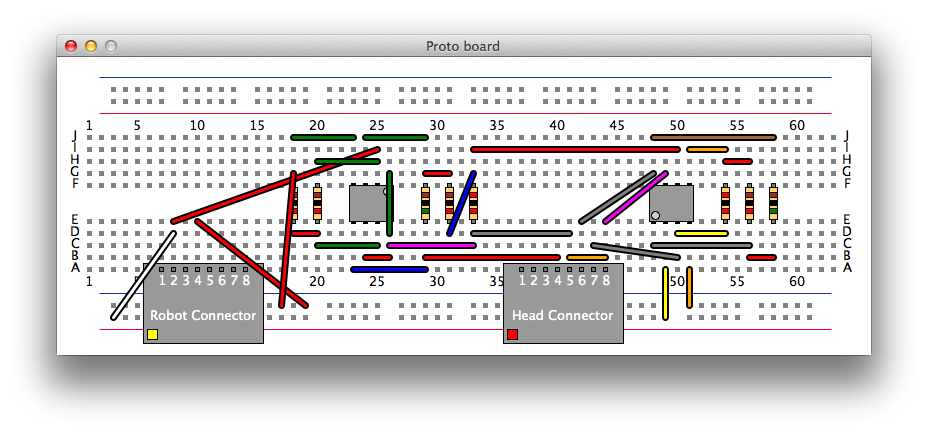 Proto board
1 5 10 15 20 25 30 35 40 45 50 55 60
J J
I I
H H
G G
F F
E E
D D
C C
B B
A A
1 20 25 30 35 50 55 60
1 2 3 4 5 6 7 8 1 2 3 4 5 6 7 8
Robot Connector Head Connector